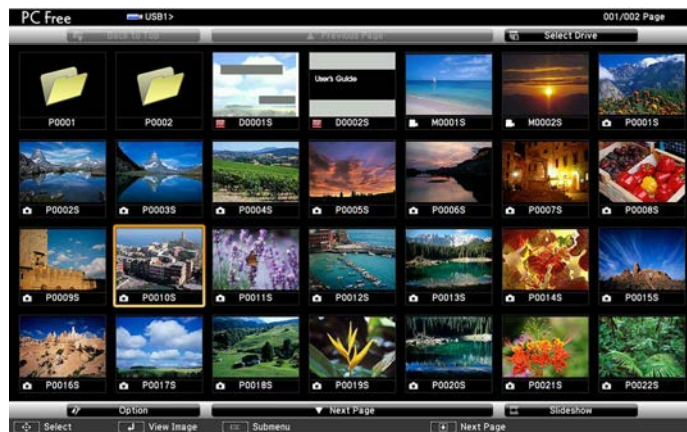 PC Free USB1> 001/002 Page
Back to Top Previous Page Select Drive
User's Guide
P0001 P0002 D0001S D0002S M0001S M0002S P0001S
P0002S P0003S P0004S P0005S P0006S P0007S P0008S
P0009S P0010S P0011S P0012S P0013S P0014S P0015S
P0016S P0017S P0018S P0019S P0020S P0021S P0022S
Option Next Page Slideshow
Select View Image Esc Submenu Next Page